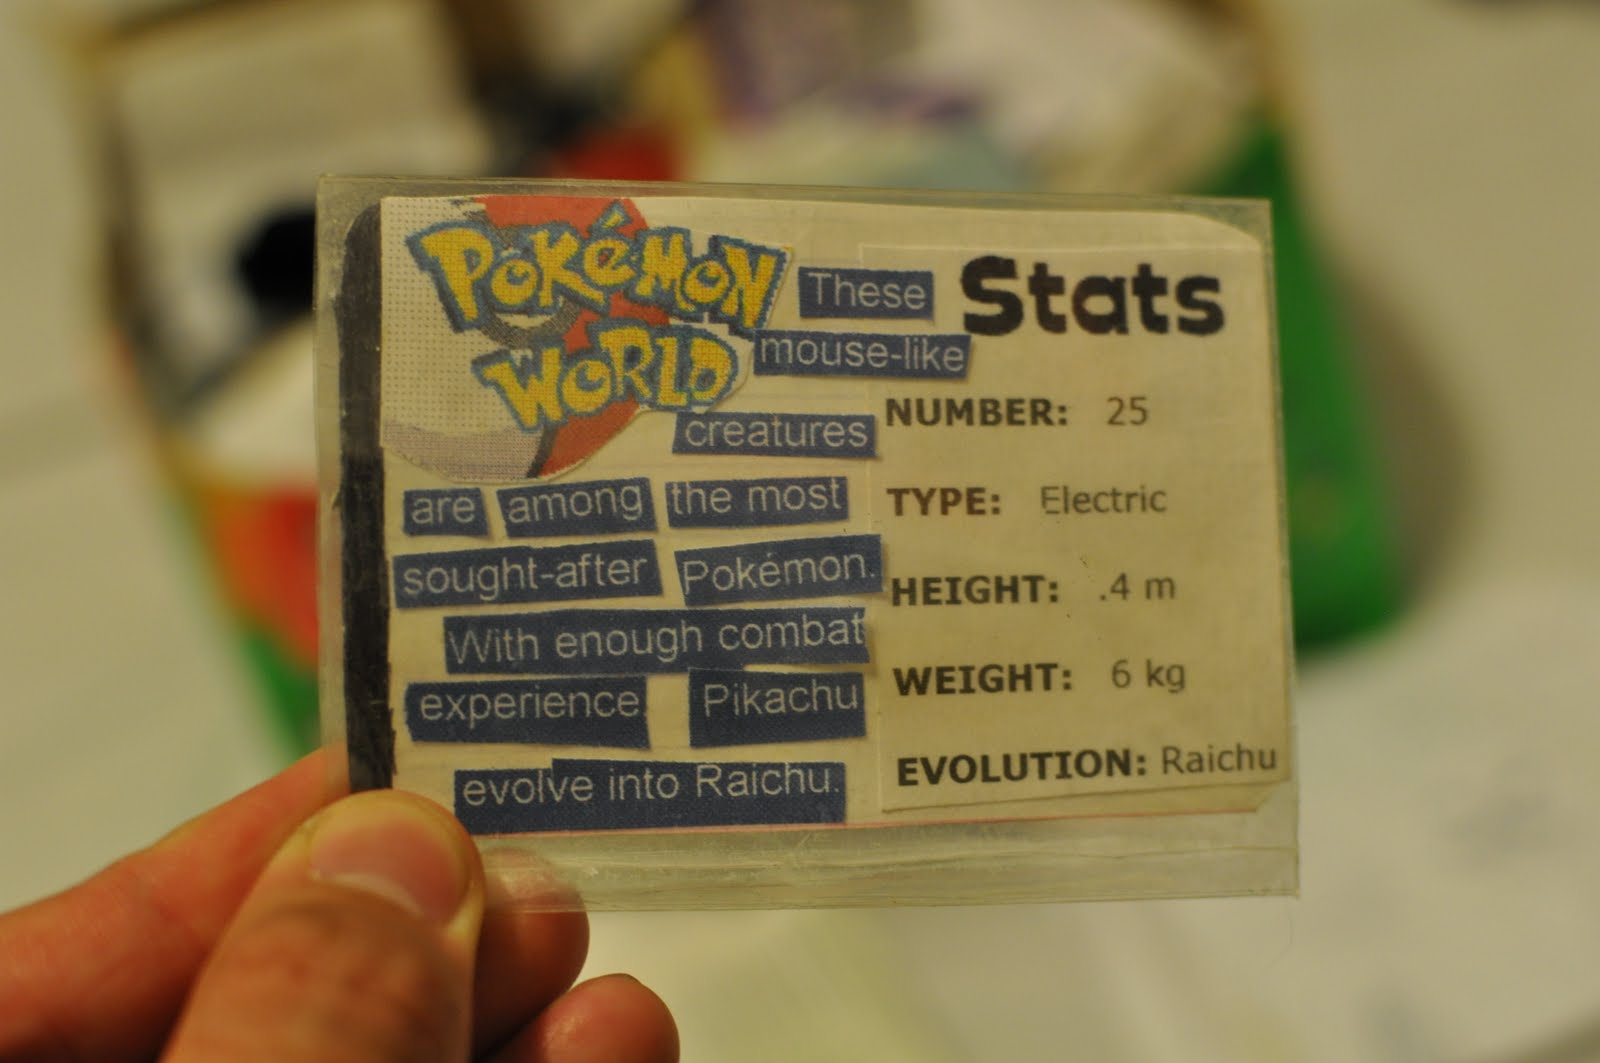 POKéMON
WORLD
These
mouse-like
creatures
are among the most
sought-after Pokémon.
With enough combat
experience Pikachu
evolve into Raichu.
Stats
NUMBER: 25
TYPE: Electric
HEIGHT: .4 m
WEIGHT: 6 kg
EVOLUTION: Raichu